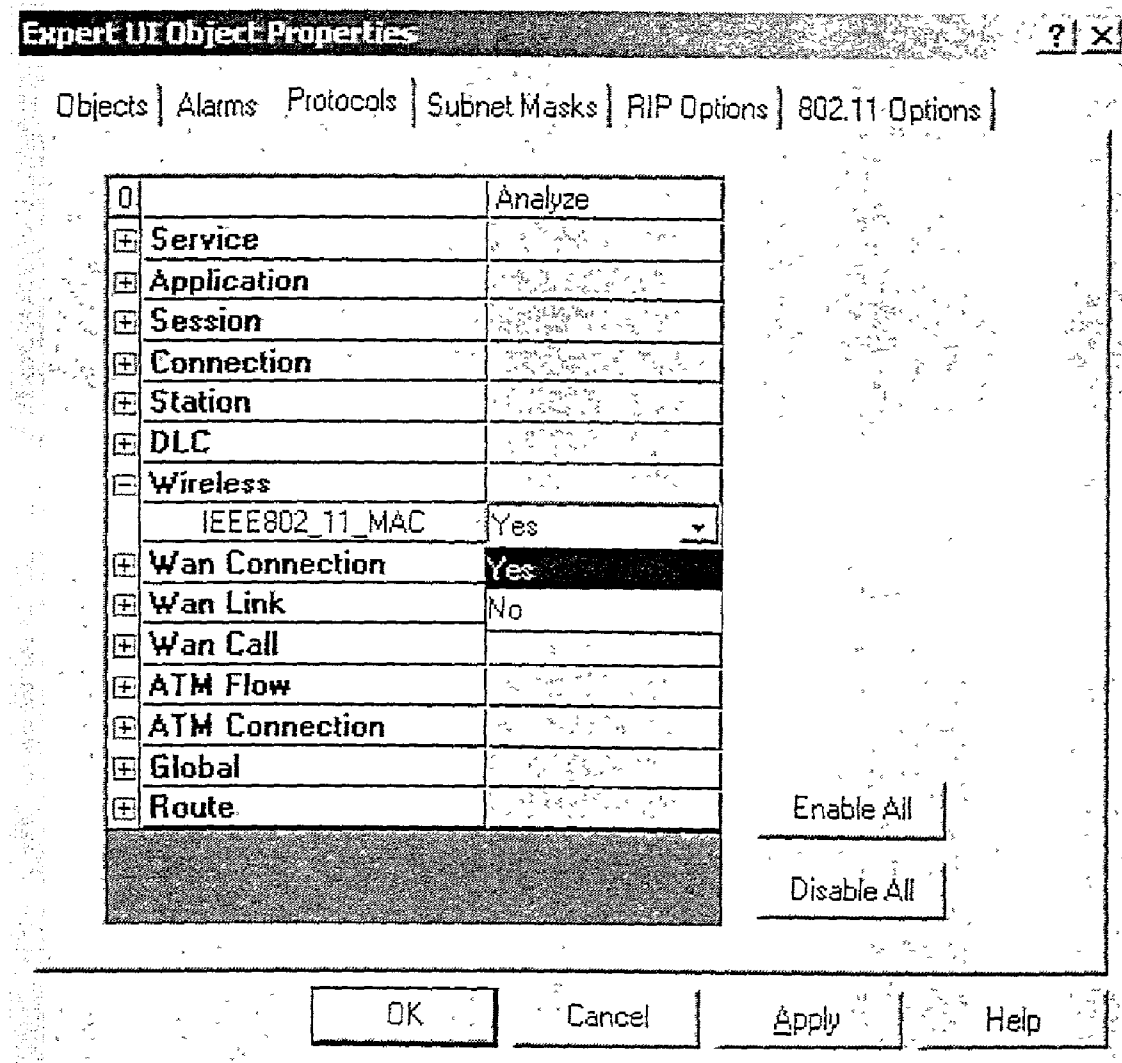 Expert UI Object Properties ? X
Objects Alarms Protocols Subnet Masks RIP Options 802.11 Options
0 Analyze
Service
Application
Session
Connection
Station
DLC
Wireless
IEEE802_11_MAC Yes
Wan Connection Yes
Wan Link No
Wan Call
ATM Flow
ATM Connection
Global
Route
Enable All
Disable All
OK Cancel Apply Help